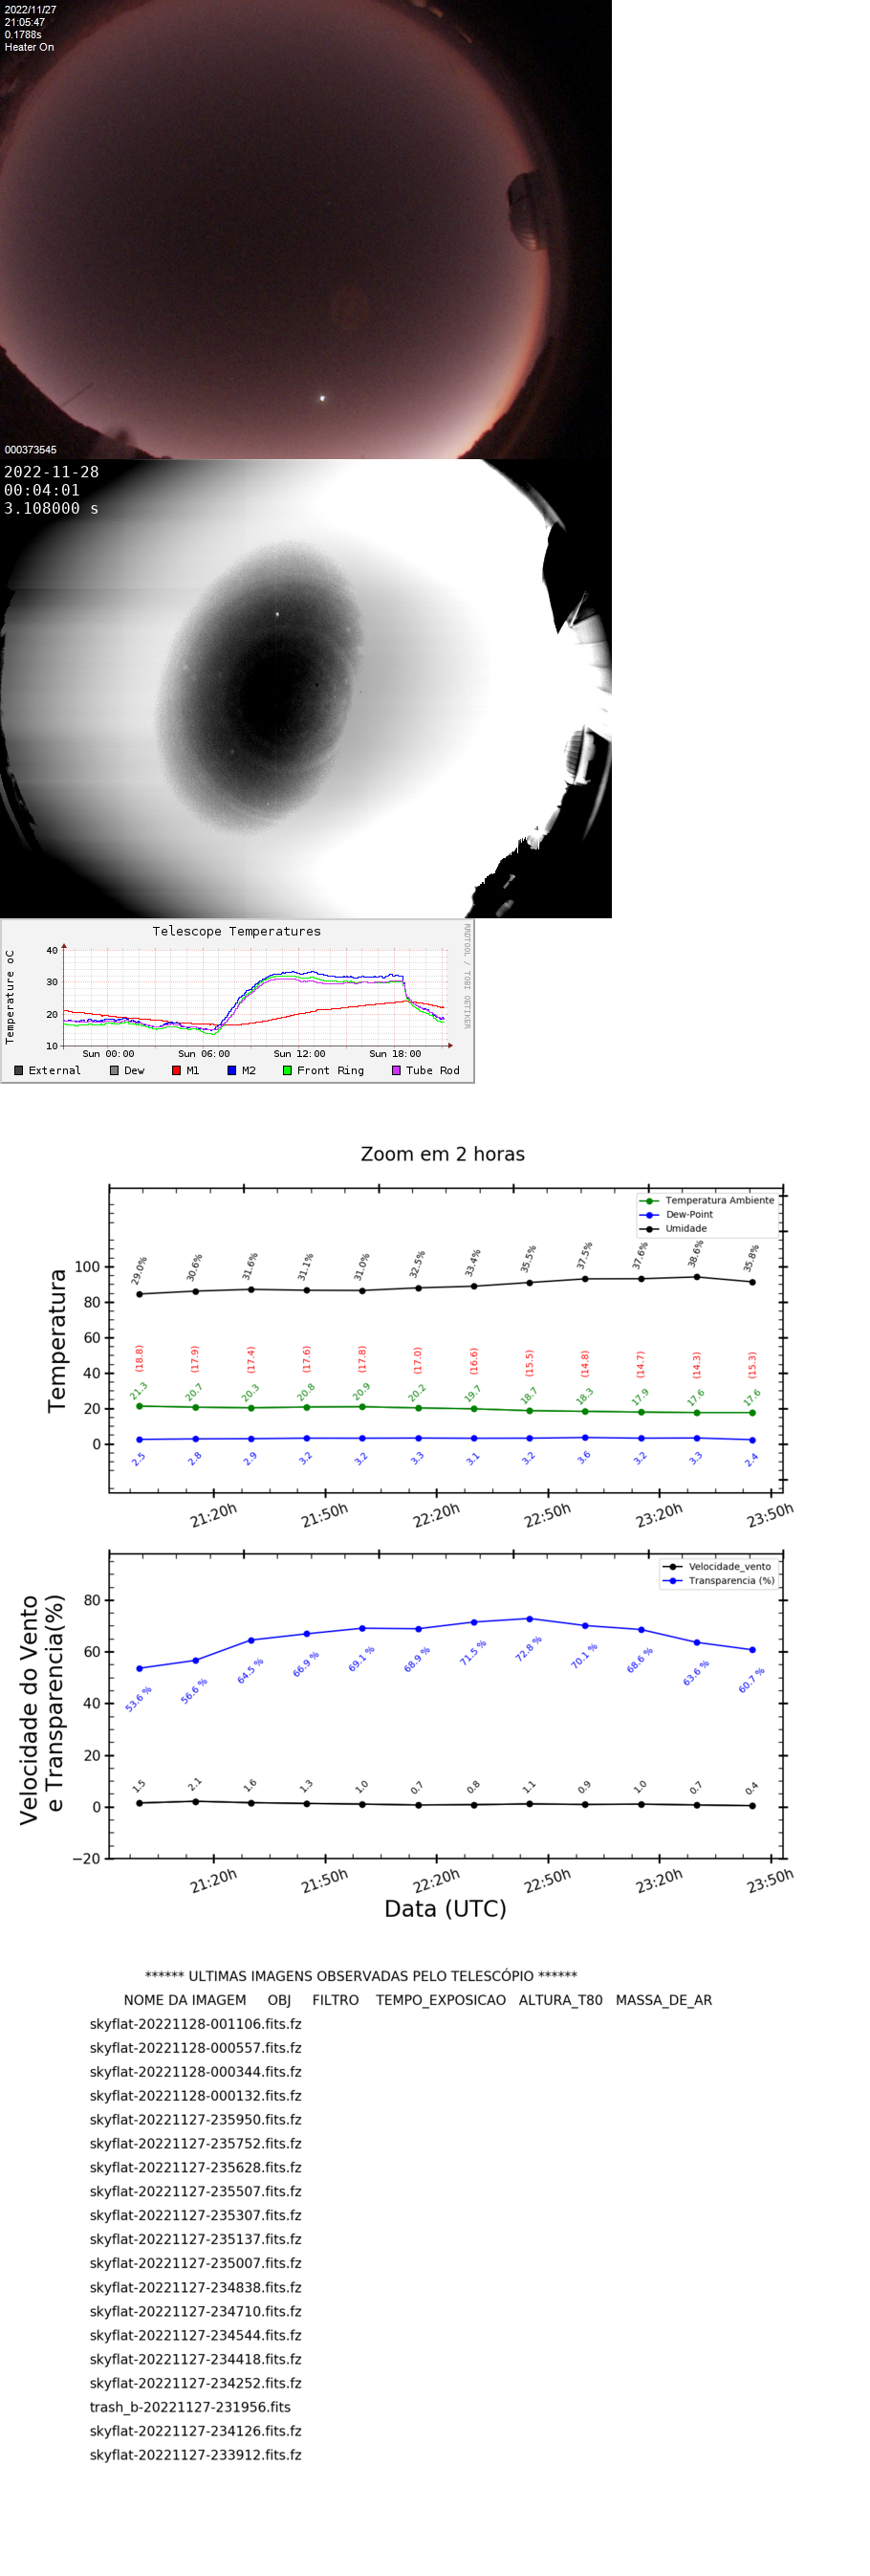 2022/11/27
21:05:47
0.1788s
Heater On
000373545
2022-11-28
00:04:01
3.108000 s
Telescope Temperatures
RRDTOOL / TOBI OETIKER
Temperature oC
40
30
20
10
Sun 00:00 Sun 06:00 Sun 12:00 Sun 18:00
External Dew M1 M2 Front Ring Tube Rod
Zoom em 2 horas
Temperatura Ambiente
Dew-Point
Umidade
Temperatura
100
80
60
40
20
0
29.0% 30.6% 31.6% 31.1% 31.0% 32.5% 33.4% 35.5% 37.5% 37.6% 38.6% 35.8%
(18.8) (17.9) (17.4) (17.6) (17.8) (17.0) (16.6) (15.5) (14.8) (14.7) (14.3) (15.3)
21.3 20.7 20.3 20.8 20.9 20.2 19.7 18.7 18.3 17.9 17.6 17.6
2.5 2.8 2.9 3.2 3.2 3.3 3.1 3.2 3.6 3.2 3.3 2.4
21:20h 21:50h 22:20h 22:50h 23:20h 23:50h
Velocidade_vento
Transparencia (%)
Velocidade do Vento
e Transparencia(%)
80
60
40
20
0
−20
53.6 % 56.6 % 64.5 % 66.9 % 69.1 % 68.9 % 71.5 % 72.8 % 70.1 % 68.6 % 63.6 % 60.7 %
1.5 2.1 1.6 1.3 1.0 0.7 0.8 1.1 0.9 1.0 0.7 0.4
21:20h 21:50h 22:20h 22:50h 23:20h 23:50h
Data (UTC)
****** ULTIMAS IMAGENS OBSERVADAS PELO TELESCÓPIO ******
NOME DA IMAGEM OBJ FILTRO TEMPO_EXPOSICAO ALTURA_T80 MASSA_DE_AR
skyflat-20221128-001106.fits.fz
skyflat-20221128-000557.fits.fz
skyflat-20221128-000344.fits.fz
skyflat-20221128-000132.fits.fz
skyflat-20221127-235950.fits.fz
skyflat-20221127-235752.fits.fz
skyflat-20221127-235628.fits.fz
skyflat-20221127-235507.fits.fz
skyflat-20221127-235307.fits.fz
skyflat-20221127-235137.fits.fz
skyflat-20221127-235007.fits.fz
skyflat-20221127-234838.fits.fz
skyflat-20221127-234710.fits.fz
skyflat-20221127-234544.fits.fz
skyflat-20221127-234418.fits.fz
skyflat-20221127-234252.fits.fz
trash_b-20221127-231956.fits
skyflat-20221127-234126.fits.fz
skyflat-20221127-233912.fits.fz